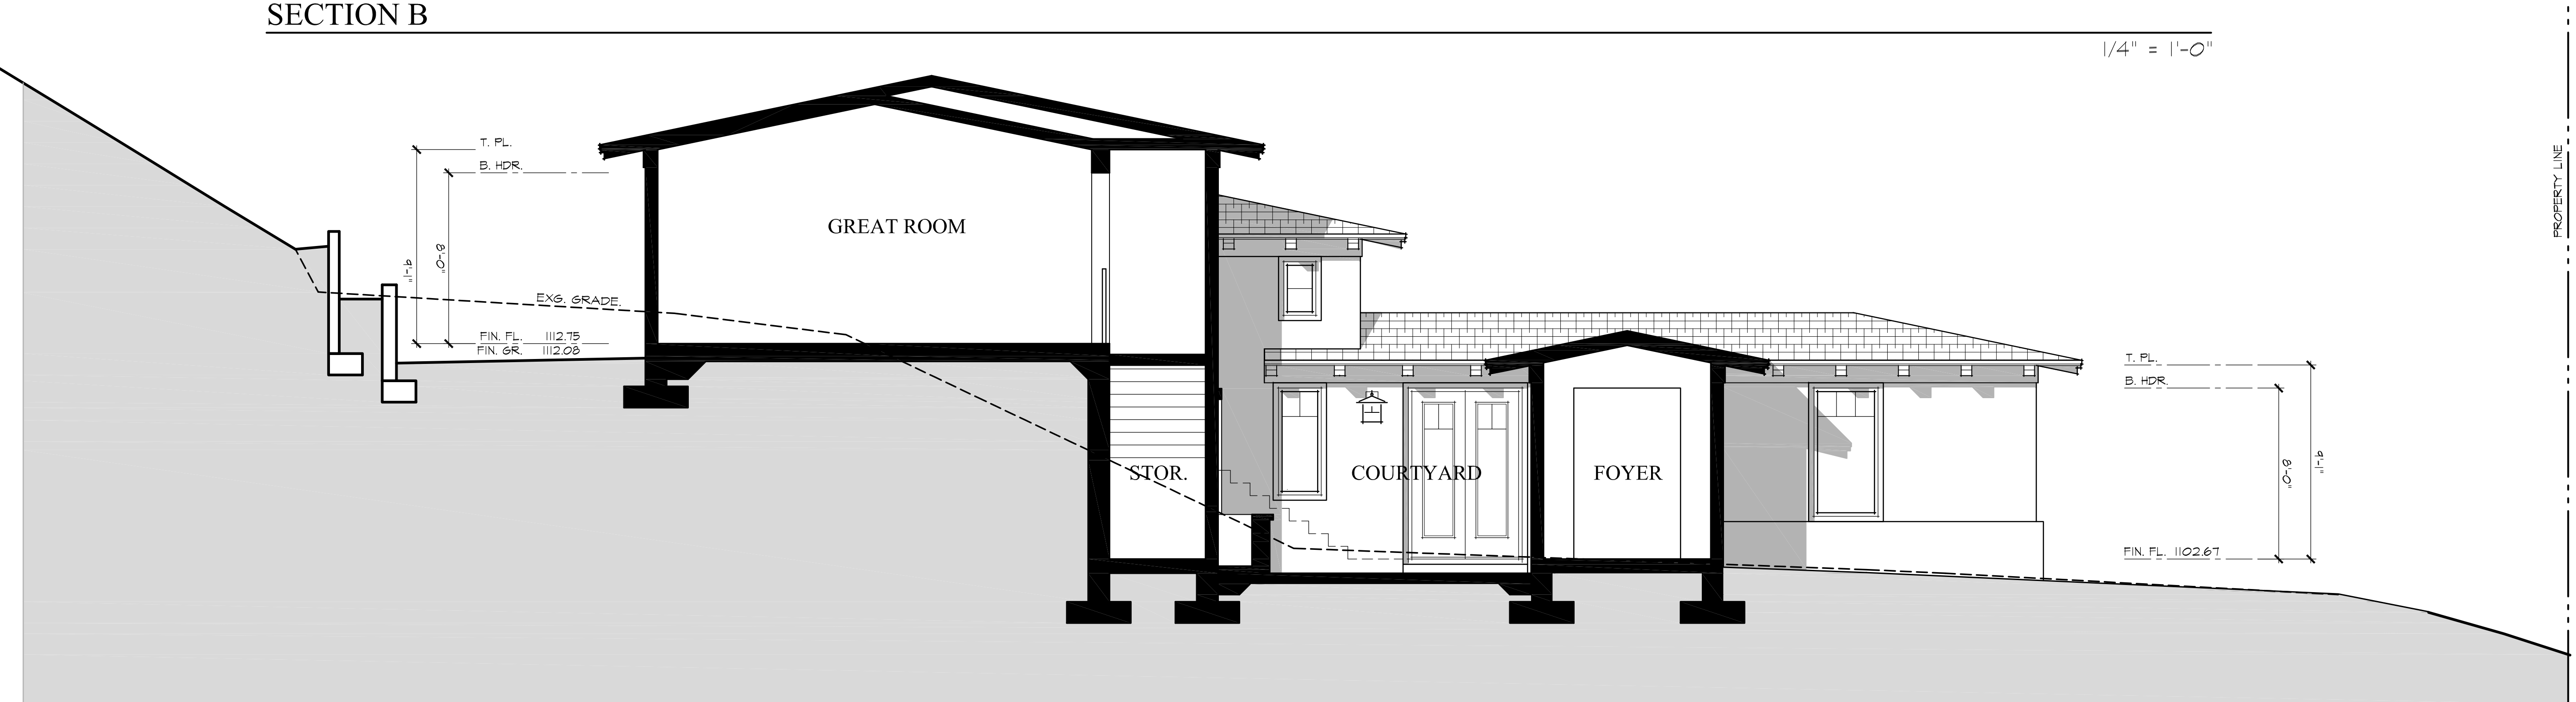 SECTION B
1/4" = 1'-0"
PROPERTY LINE
T. PL.
B. HDR.
9'-1"
8'-0"
GREAT ROOM
EXG. GRADE.
FIN. FL. 1112.75
FIN. GR. 1112.08
T. PL.
B. HDR.
STOR.
COURTYARD
FOYER
8'-0"
9'-1"
FIN. FL. 1102.67